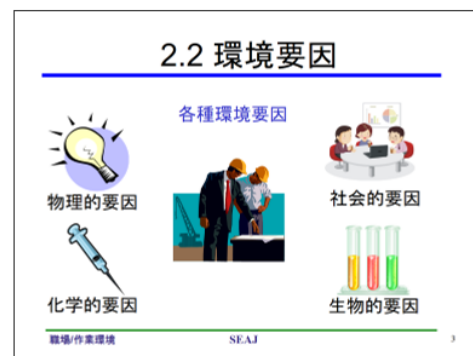 2.2 環境要因
各種環境要因
物理的要因
社会的要因
化学的要因
生物的要因
職場/作業環境
SEAJ
3